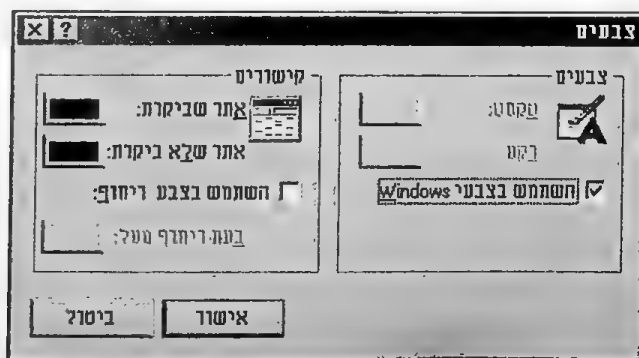 צבעים
צבעים
טקסט:
רקע
השתמש בצבעי Windows
קישורים
אתר שביקרת:
אתר שלא ביקרת:
השתמש בצבע ריחוף:
בעת ריחוף מעל:
אישור
ביטול